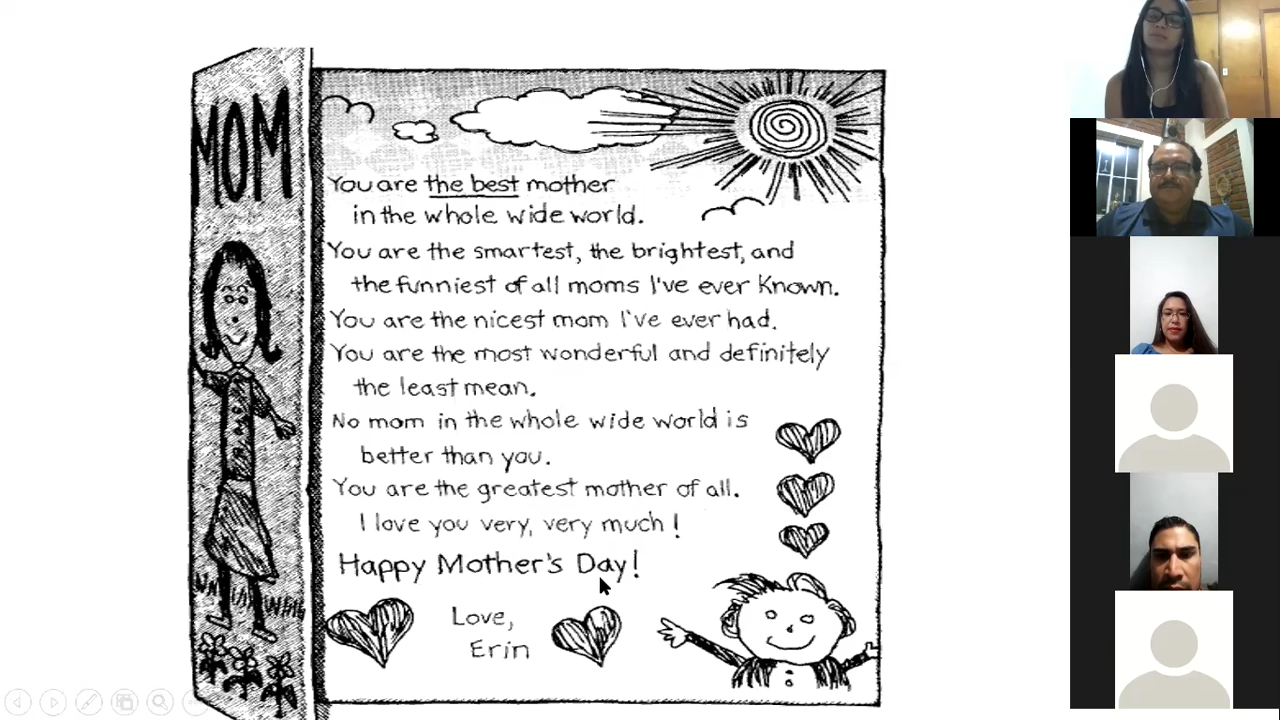 MOM
You are the best mother
in the whole wide world.
You are the smartest, the brightest, and
the funniest of all moms I've ever known.
You are the nicest mom I've ever had.
You are the most wonderful and definitely
the least mean.
No mom in the whole wide world is
better than you.
You are the greatest mother of all.
I love you very, very much!
Happy Mother's Day!
Love,
Erin